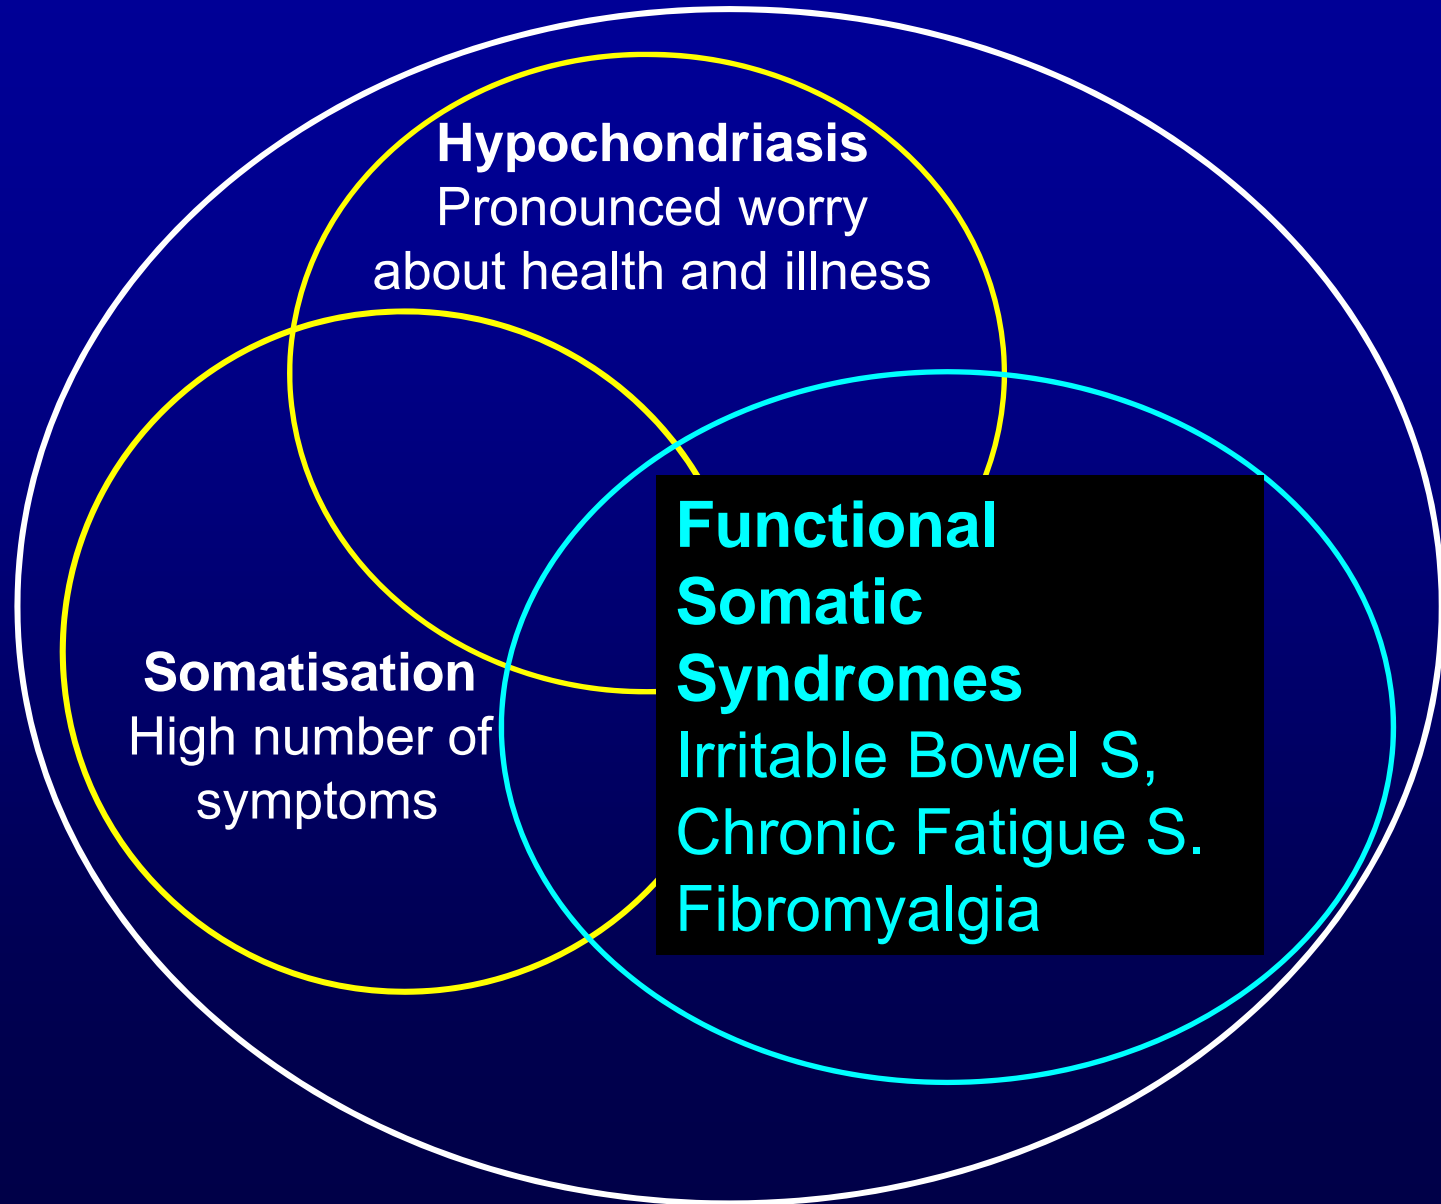 Hypochondriasis
Pronounced worry
about health and illness
Somatisation
High number of
symptoms
Functional
Somatic
Syndromes
Irritable Bowel S,
Chronic Fatigue S.
Fibromyalgia